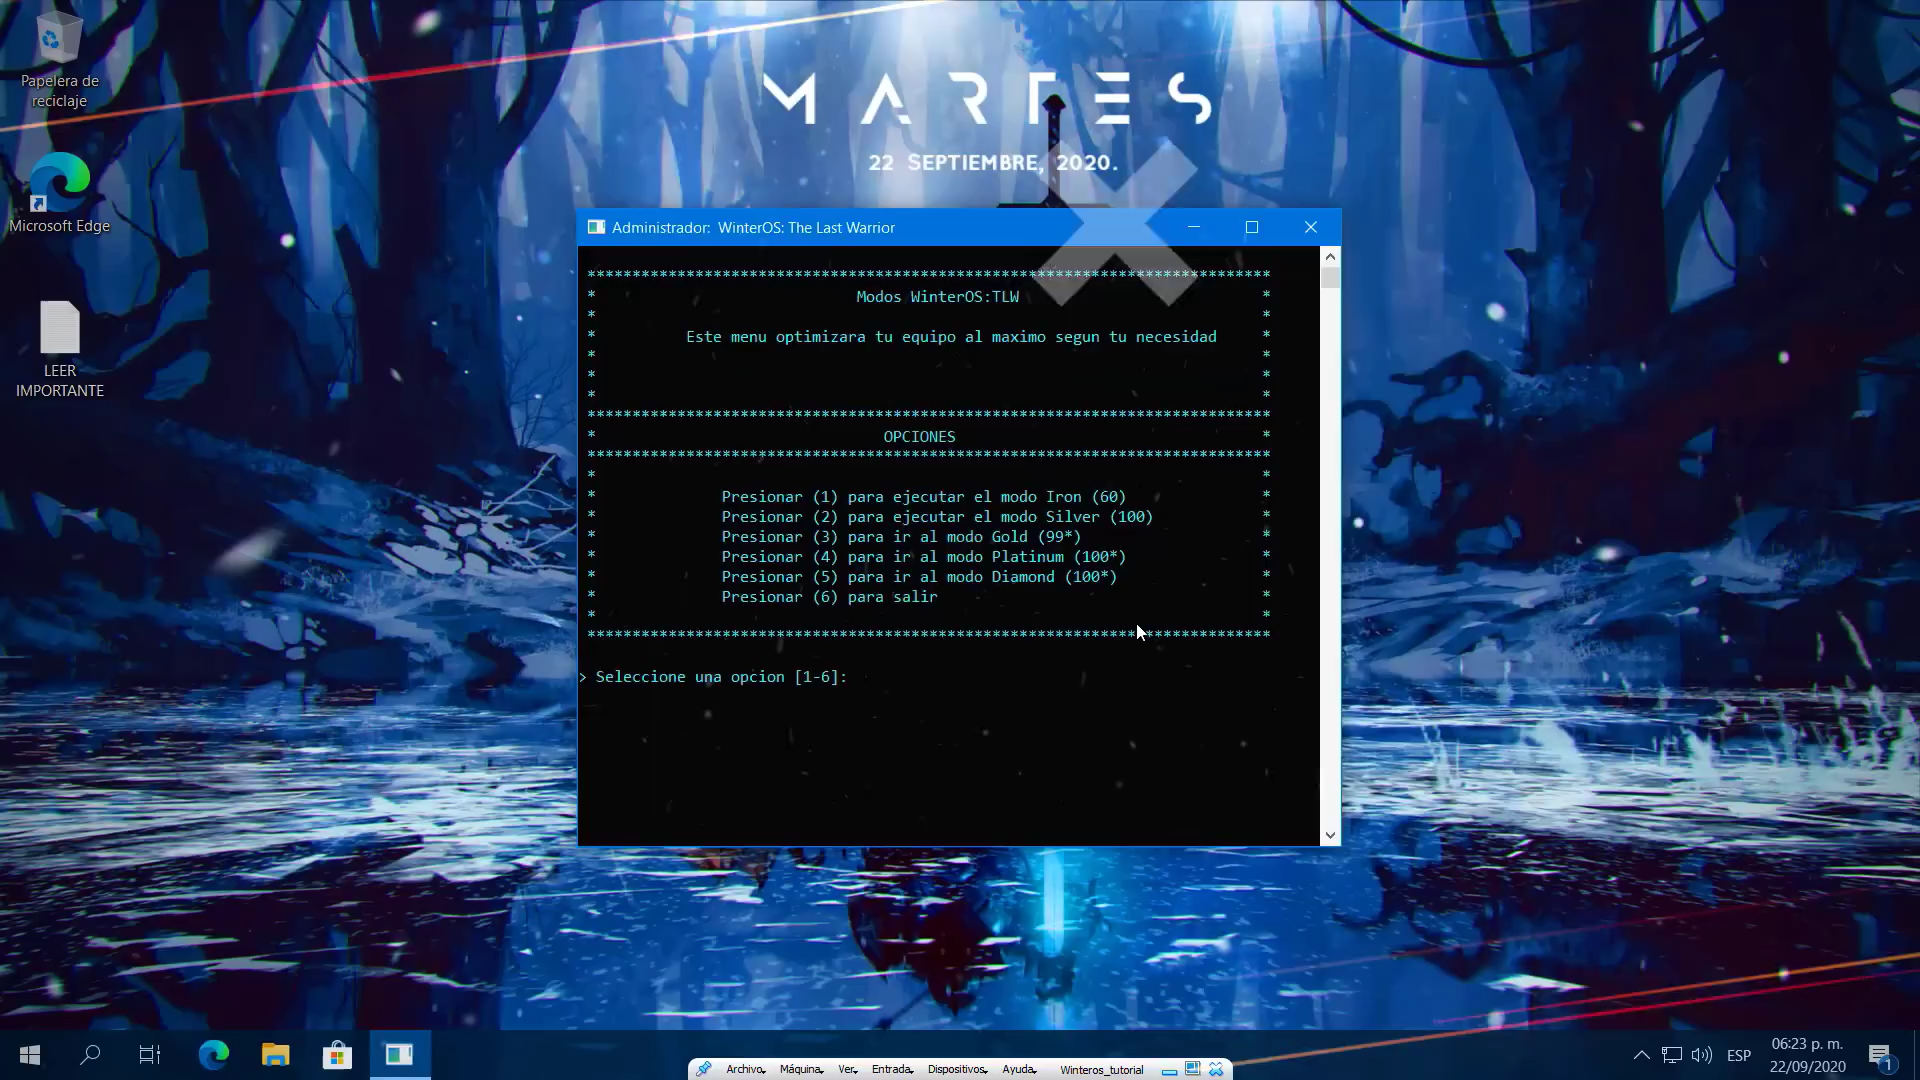 Papelera de
reciclaje
Microsoft Edge
LEER
IMPORTANTE
MARTES
22 SEPTIEMBRE, 2020.
Administrador: WinterOS: The Last Warrior
****************************************************************************
* Modos WinterOS:TLW *
* *
* Este menu optimizara tu equipo al maximo segun tu necesidad *
* *
* *
* *
****************************************************************************
* OPCIONES *
****************************************************************************
* *
* Presionar (1) para ejecutar el modo Iron (60) *
* Presionar (2) para ejecutar el modo Silver (100) *
* Presionar (3) para ir al modo Gold (99*) *
* Presionar (4) para ir al modo Platinum (100*) *
* Presionar (5) para ir al modo Diamond (100*) *
* Presionar (6) para salir *
* *
****************************************************************************
> Seleccione una opcion [1-6]:
Archivo Máquina Ver Entrada Dispositivos Ayuda Winteros_tutorial
ESP
06:23 p. m.
22/09/2020
1